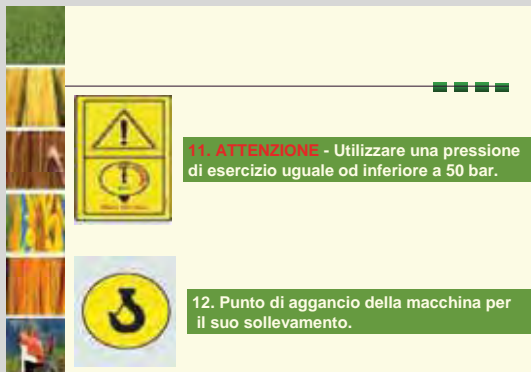 11. ATTENZIONE - Utilizzare una pressione
di esercizio uguale od inferiore a 50 bar.
12. Punto di aggancio della macchina per
il suo sollevamento.